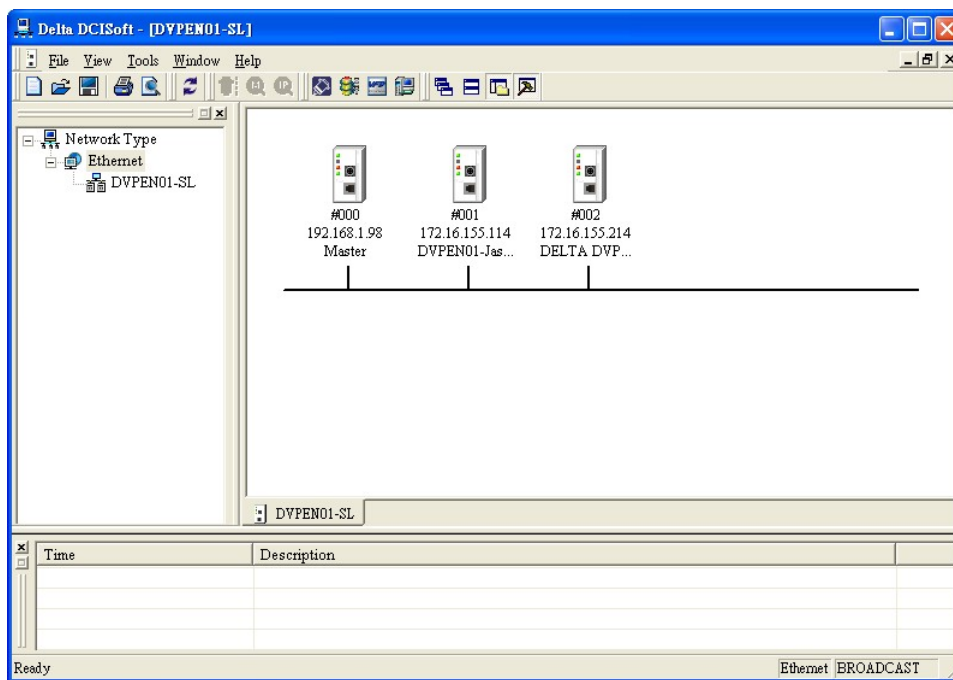 Delta DCISoft - [DVPEN01-SL]
File View Tools Window Help
Network Type
Ethernet
DVPEN01-SL
#000 #001 #002
192.168.1.98 172.16.155.114 172.16.155.214
Master DVPEN01-Jas... DELTA DVP...
DVPEN01-SL
Time Description
Ready Ethernet BROADCAST